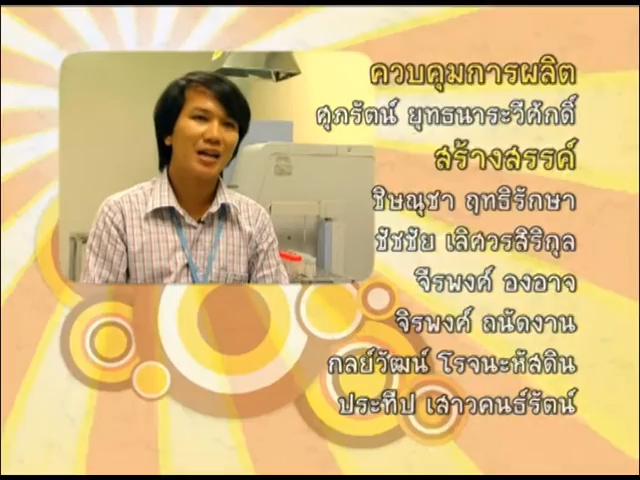 ควบคุมการผลิต
ศุภรัตน์ ยุทธนาระวีศักดิ์
สร้างสรรค์
ชิษณุชา ฤทธิรักษา
ชัชชัย เลิศวรสิริกุล
จีรพงศ์ องอาจ
จิรพงศ์ ถนัดงาน
กลย์วัฒน์ โรจนะหัสดิน
ประทีป เสาวคนธ์รัตน์